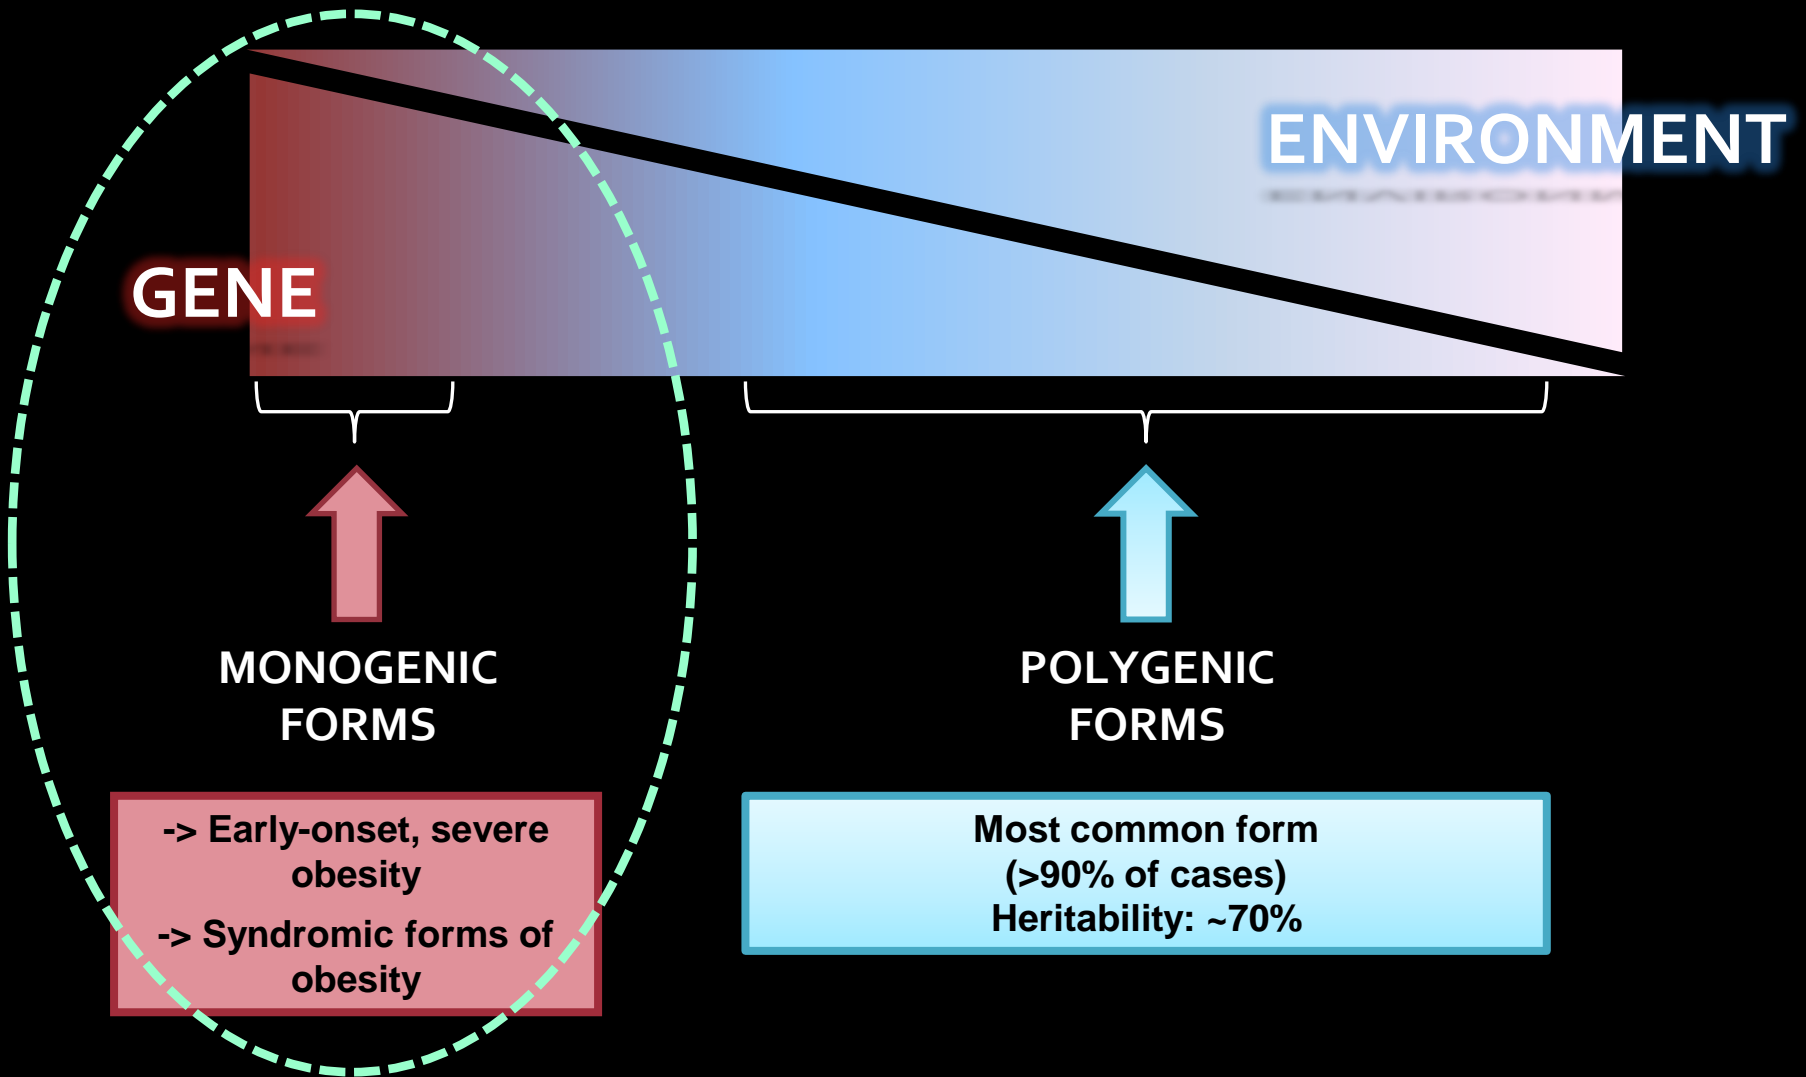 ENVIRONMENT
GENE
MONOGENIC
FORMS
POLYGENIC
FORMS
-> Early-onset, severe
obesity
-> Syndromic forms of
obesity
Most common form
(>90% of cases)
Heritability: ~70%